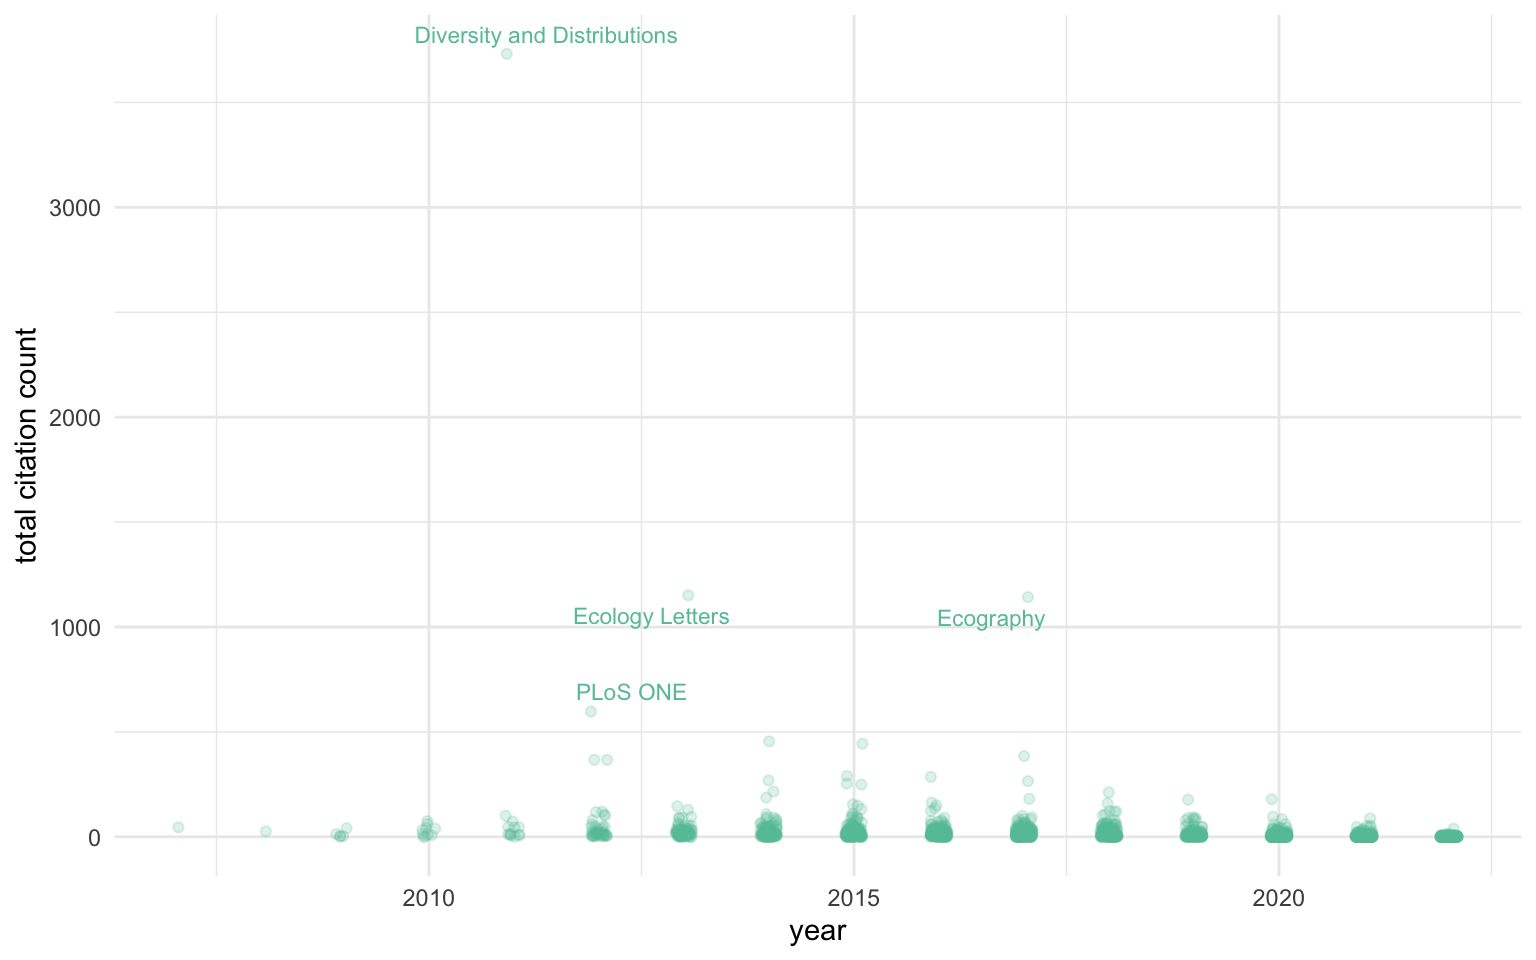 Diversity and Distributions
3000
total citation count
2000
Ecology Letters
Ecography
1000
PLoS ONE
0
2010
2015
2020
year